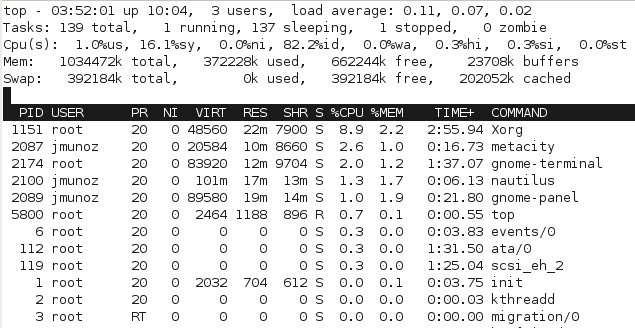 top - 03:52:01 up 10:04,  3 users,  load average: 0.11, 0.07, 0.02
Tasks: 139 total,   1 running, 137 sleeping,   1 stopped,   0 zombie
Cpu(s):  1.0%us, 16.1%sy,  0.0%ni, 82.2%id,  0.0%wa,  0.3%hi,  0.3%si,  0.0%st
Mem:   1034472k total,   372228k used,   662244k free,    23708k buffers
Swap:   392184k total,        0k used,   392184k free,   202052k cached
PID USER      PR  NI  VIRT  RES  SHR S %CPU %MEM    TIME+  COMMAND
1151 root      20   0 48560  22m 7900 S  8.9  2.2   2:55.94 Xorg
2087 jmunoz    20   0 20584  10m 8660 S  2.6  1.0   0:16.73 metacity
2174 root      20   0 83920  12m 9704 S  2.0  1.2   1:37.07 gnome-terminal
2100 jmunoz    20   0  101m  17m  13m S  1.3  1.7   0:06.13 nautilus
2089 jmunoz    20   0 89580  19m  14m S  1.0  1.9   0:21.80 gnome-panel
5800 root      20   0  2464 1188  896 R  0.7  0.1   0:00.55 top
6 root      20   0     0    0    0 S  0.3  0.0   0:03.83 events/0
112 root      20   0     0    0    0 S  0.3  0.0   1:31.50 ata/0
119 root      20   0     0    0    0 S  0.3  0.0   1:25.04 scsi_eh_2
1 root      20   0  2032  704  612 S  0.0  0.1   0:03.75 init
2 root      20   0     0    0    0 S  0.0  0.0   0:00.00 kthreadd
3 root      RT   0     0    0    0 S  0.0  0.0   0:00.00 migration/0